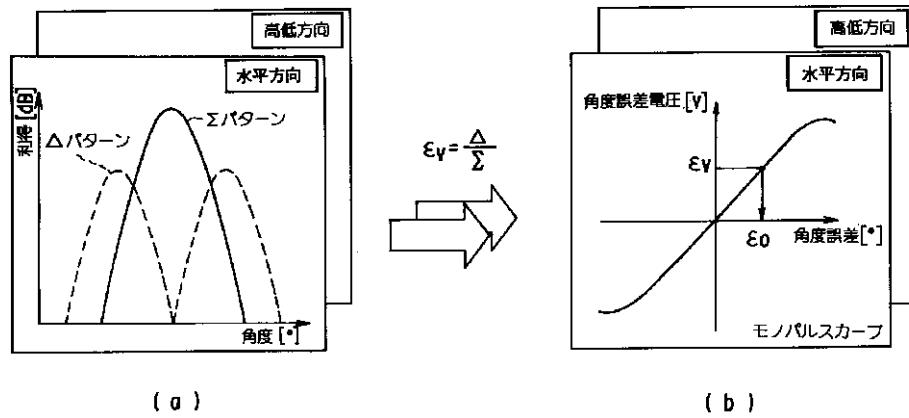 高低方向
水平方向
利得[dB]
Σパターン
△パターン
角度[°]
(a)
εv=△/Σ
高低方向
水平方向
角度誤差電圧[V]
εv
εo
角度誤差[°]
モノパルスカーブ
(b)